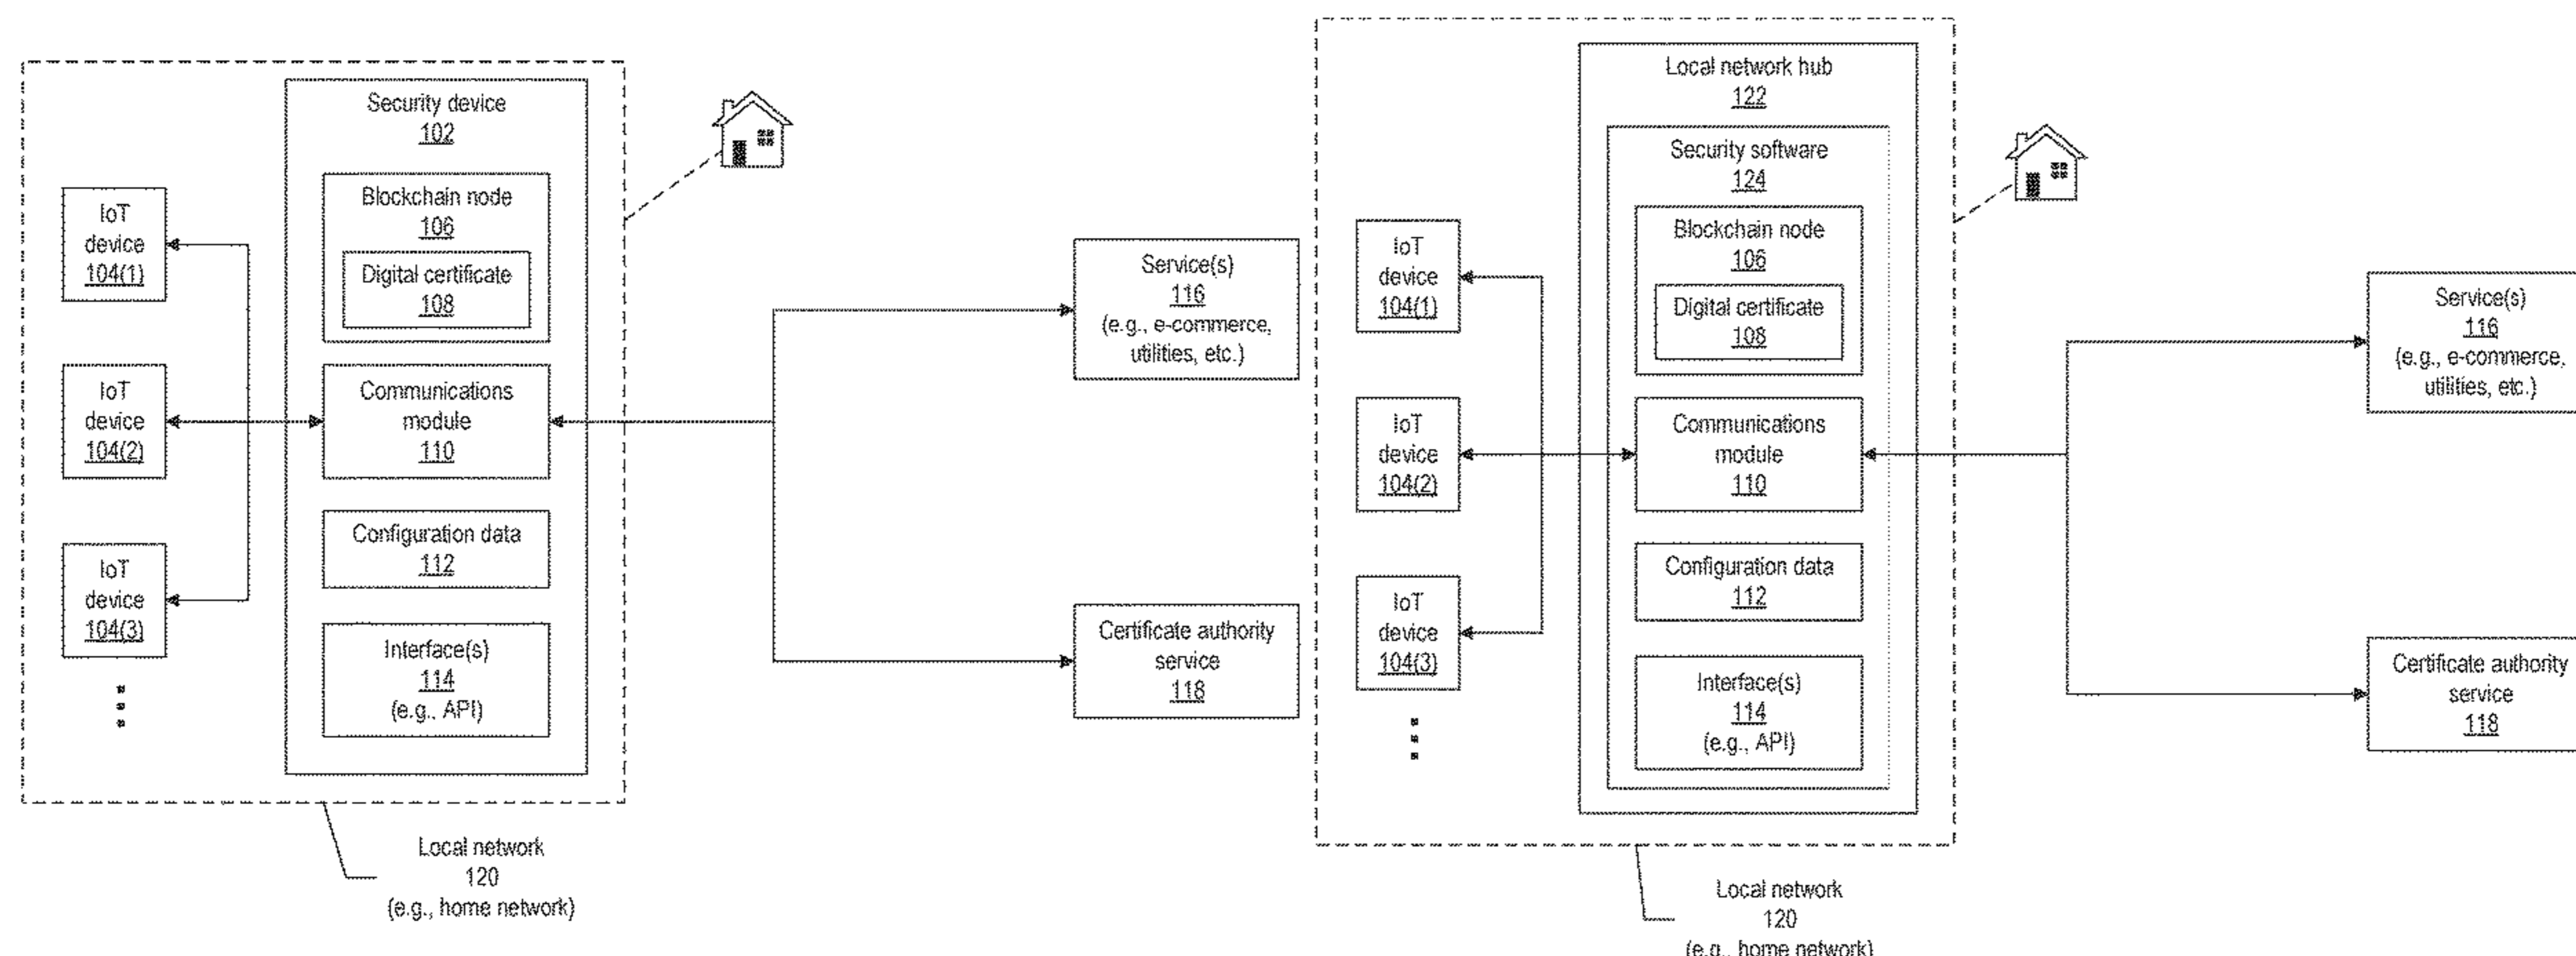 Security device
102
Blockchain node
106
Digital certificate
108
IoT
device
104(1)
IoT
device
104(2)
IoT
device
104(3)
Communications
module
110
Configuration data
112
Interface(s)
114
(e.g., API)
Service(s)
116
(e.g., e-commerce,
utilities, etc.)
Certificate authority
service
118
Local network
120
(e.g., home network)
Local network hub
122
Security software
124
Blockchain node
106
Digital certificate
108
IoT
device
104(1)
IoT
device
104(2)
IoT
device
104(3)
Communications
module
110
Configuration data
112
Interface(s)
114
(e.g., API)
Service(s)
116
(e.g., e-commerce,
utilities, etc.)
Certificate authority
service
118
Local network
120
(e.g., home network)